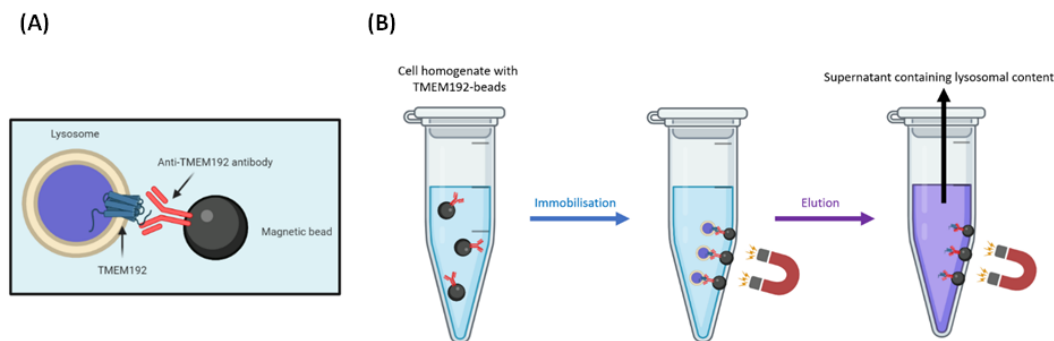 (A)
(B)
Lysosome
Anti-TMEM192 antibody
Magnetic bead
TMEM192
Cell homogenate with
TMEM192-beads
Immobilisation
Elution
Supernatant containing lysosomal content